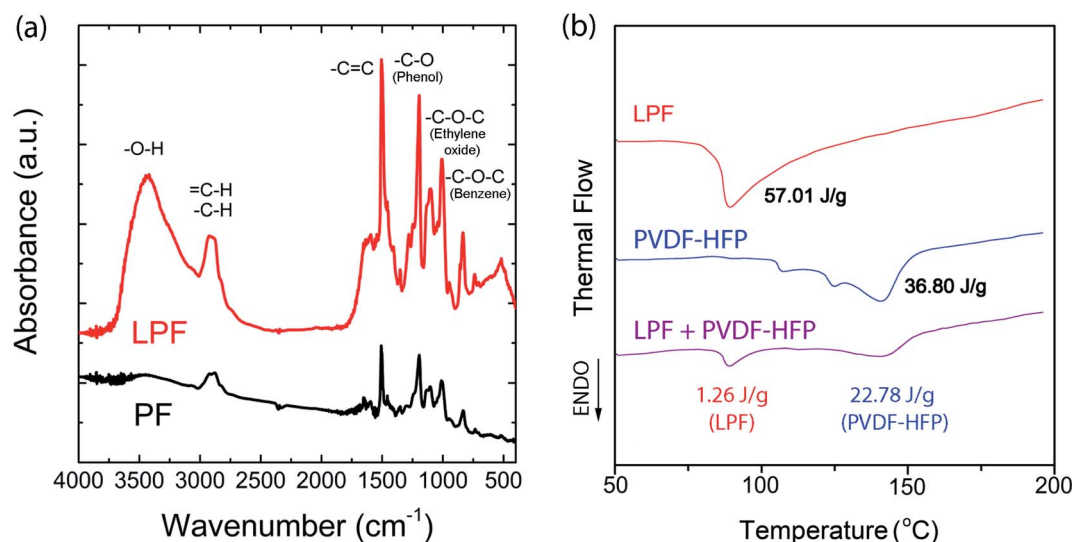 (a)
Absorbance (a.u.)
-O-H
=C-H
-C-H
-C=C
-C-O
(Phenol)
-C-O-C
(Ethylene
oxide)
-C-O-C
(Benzene)
LPF
PF
4000 3500 3000 2500 2000 1500 1000 500
Wavenumber (cm⁻¹)
(b)
Thermal Flow
ENDO
LPF
57.01 J/g
PVDF-HFP
36.80 J/g
LPF + PVDF-HFP
1.26 J/g
(LPF)
22.78 J/g
(PVDF-HFP)
50 100 150 200
Temperature (°C)